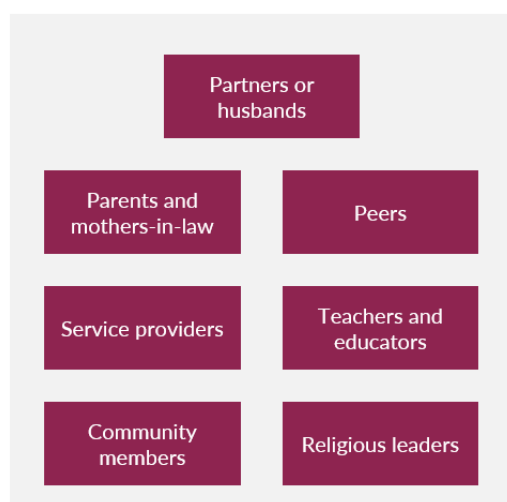 Partners or
husbands
Parents and
mothers-in-law
Peers
Service providers
Teachers and
educators
Community
members
Religious leaders